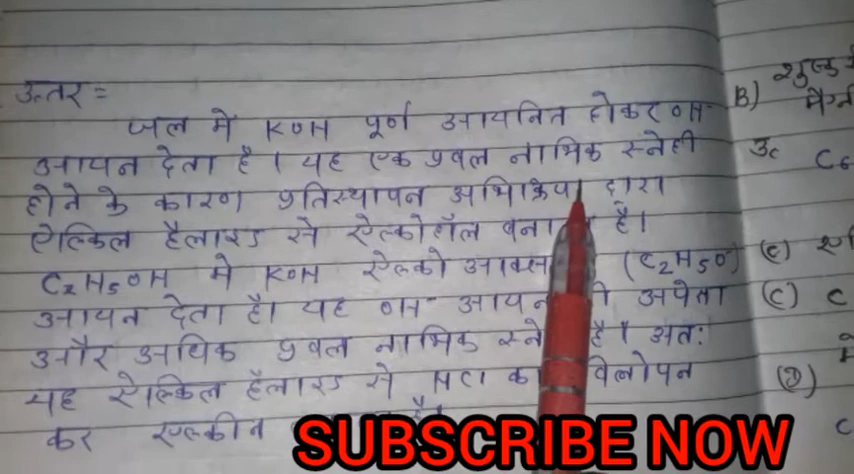 उत्तर =
जल में KOH पूर्ण आयनित होकर OH⁻
आयन देता है। यह एक प्रबल नाभिक स्नेही
होने के कारण प्रतिस्थापन अभिक्रिया द्वारा
ऐल्किल हैलाइड से ऐल्कोहॉल बना है।
C₂H₅OH में KOH ऐल्को आक्स (C₂H₅O⁻)
आयन देता है। यह OH⁻ आयन की अपेक्षा
और अधिक प्रबल नाभिक स्ने है। अतः
यह ऐल्किल हैलाइड से HCl का विलोपन
कर एल्कीन है।
B) शुष्क
C₆
(C)
(C) C
(D)
C
SUBSCRIBE NOW